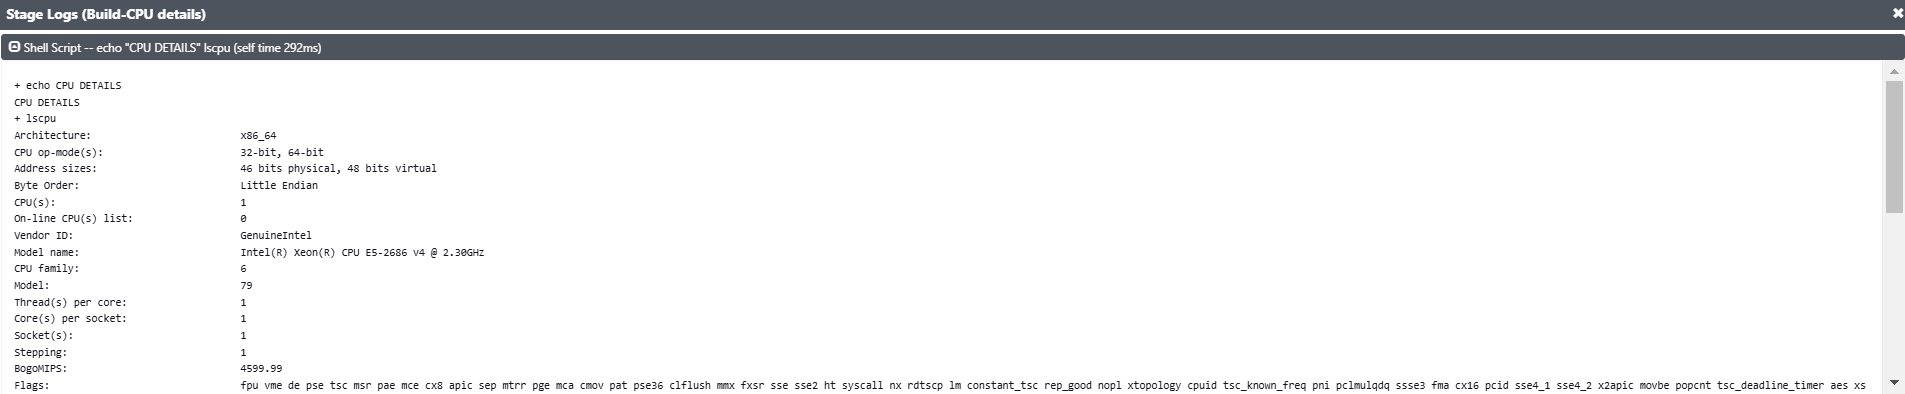 Stage Logs (Build-CPU details)
Shell Script -- echo "CPU DETAILS" lscpu (self time 292ms)
+ echo CPU DETAILS
CPU DETAILS
+ lscpu
Architecture: x86_64
CPU op-mode(s): 32-bit, 64-bit
Address sizes: 46 bits physical, 48 bits virtual
Byte Order: Little Endian
CPU(s): 1
On-line CPU(s) list: 0
Vendor ID: GenuineIntel
Model name: Intel(R) Xeon(R) CPU E5-2686 v4 @ 2.30GHz
CPU family: 6
Model: 79
Thread(s) per core: 1
Core(s) per socket: 1
Socket(s): 1
Stepping: 1
BogoMIPS: 4599.99
Flags: fpu vme de pse tsc msr pae mce cx8 apic sep mtrr pge mca cmov pat pse36 clflush mmx fxsr sse sse2 ht syscall nx rdtscp lm constant_tsc rep_good nopl xtopology cpuid tsc_known_freq pni pclmulqdq ssse3 fma cx16 pcid sse4_1 sse4_2 x2apic movbe popcnt tsc_deadline_timer aes xs